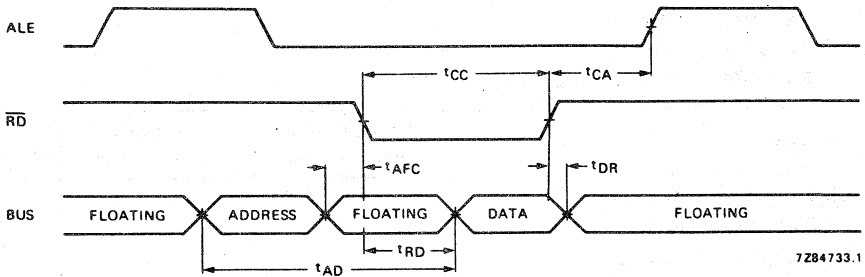 ALE
tCC
tCA
RD
tAFC
tDR
BUS
FLOATING
ADDRESS
FLOATING
DATA
FLOATING
tRD
tAD
7Z84733.1